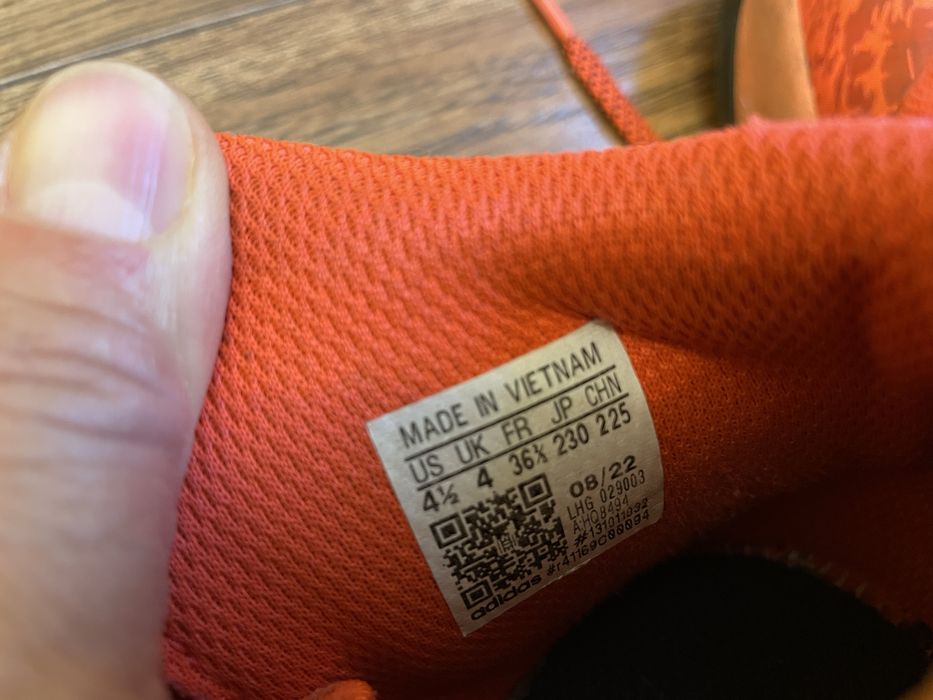 MADE IN VIETNAM
US UK FR JP CHN
4½ 4 36⅔ 230 225
08/22
LHG 029003
#r41169C00094
adidas